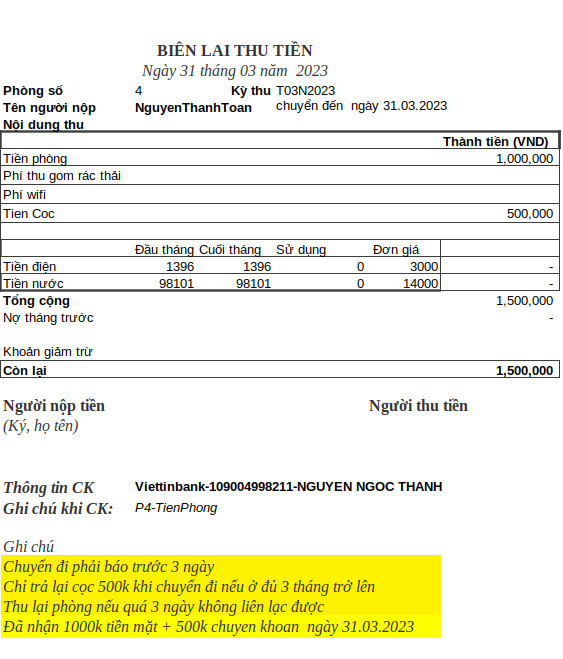 BIÊN LAI THU TIỀN
Ngày 31 tháng 03 năm 2023
Phòng số 4 Kỳ thu T03N2023
Tên người nộp NguyenThanhToan chuyển đến ngày 31.03.2023
Nội dung thu
Thành tiền (VND)
Tiền phòng 1,000,000
Phí thu gom rác thải
Phí wifi
Tien Coc 500,000
Đầu tháng Cuối tháng Sử dụng Đơn giá
Tiền điện 1396 1396 0 3000 -
Tiền nước 98101 98101 0 14000 -
Tổng cộng 1,500,000
Nợ tháng trước -
Khoản giảm trừ
Còn lại 1,500,000
Người nộp tiền Người thu tiền
(Ký, họ tên)
Thông tin CK Viettinbank-109004998211-NGUYEN NGOC THANH
Ghi chú khi CK: P4-TienPhong
Ghi chú
Chuyển đi phải báo trước 3 ngày
Chỉ trả lại cọc 500k khi chuyển đi nếu ở đủ 3 tháng trở lên
Thu lại phòng nếu quá 3 ngày không liên lạc được
Đã nhận 1000k tiền mặt + 500k chuyen khoan ngày 31.03.2023